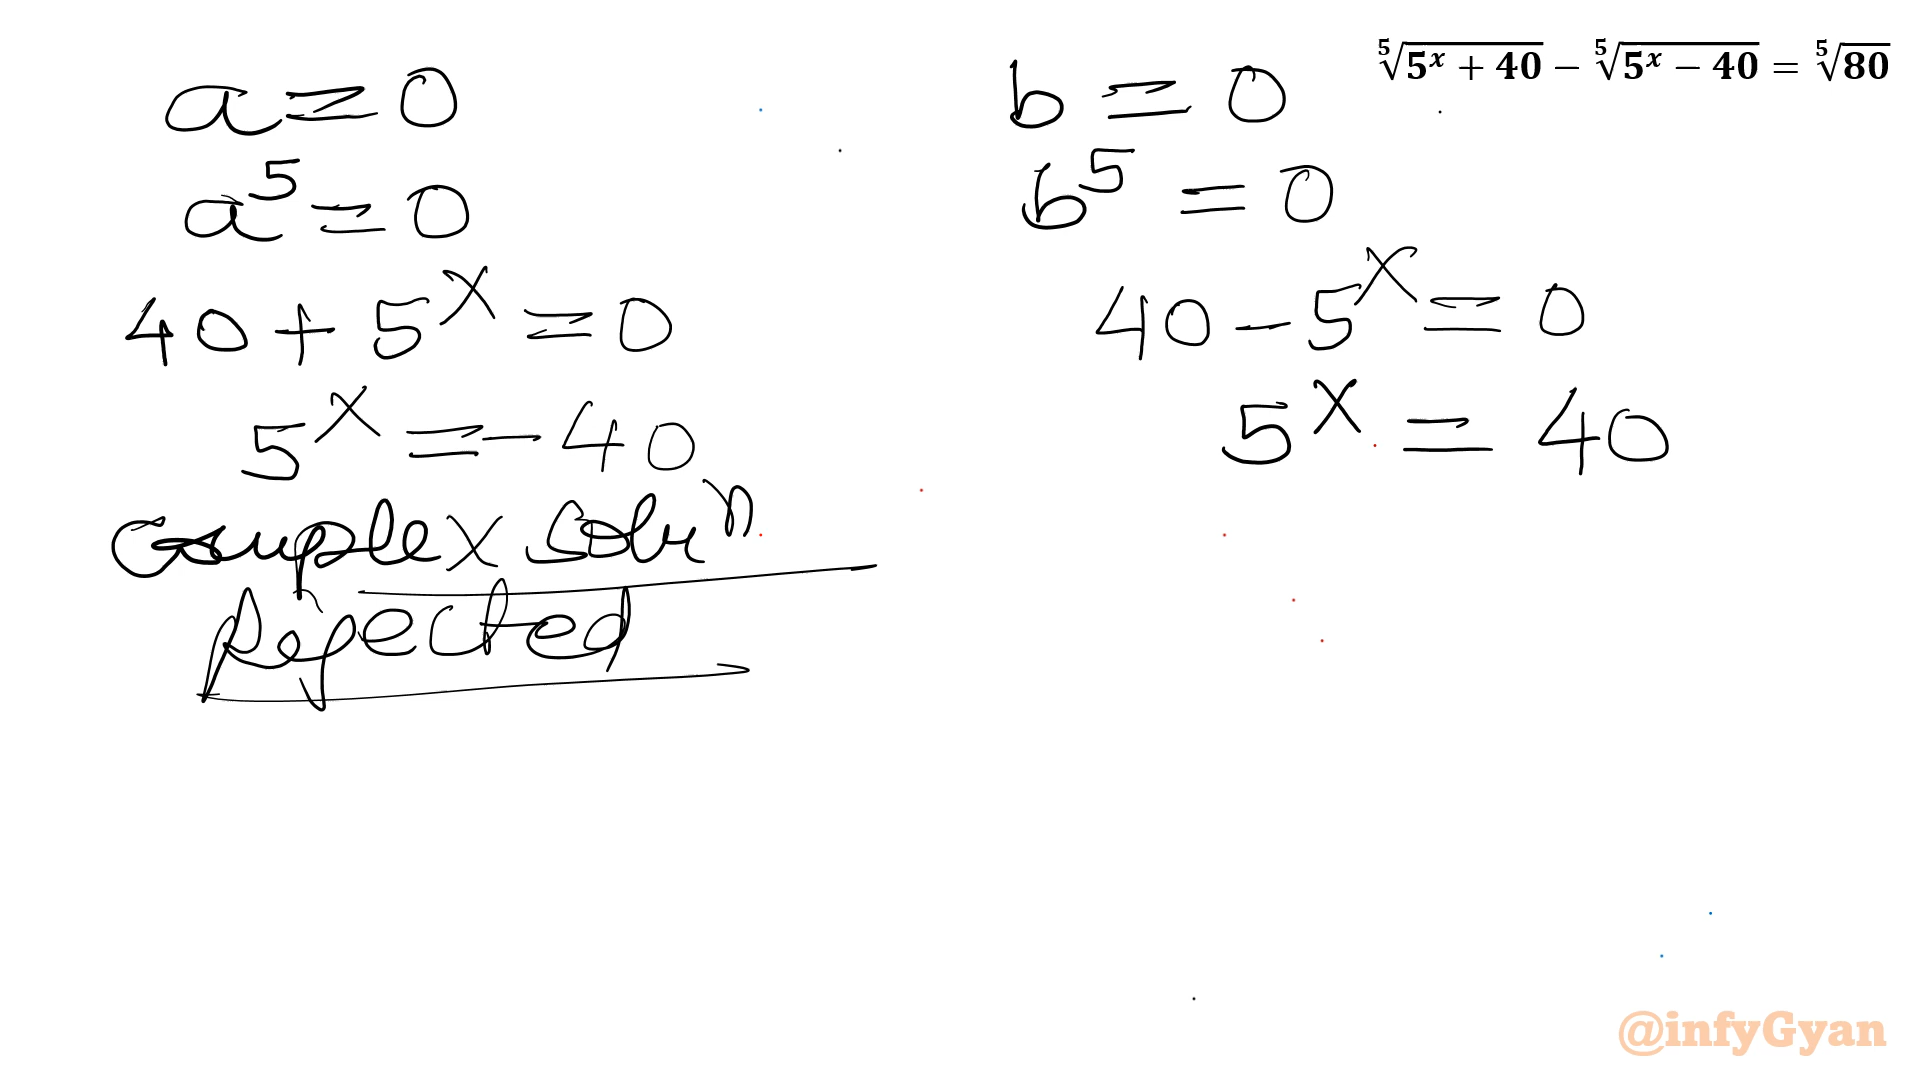 ⁵√(5ˣ + 40) − ⁵√(5ˣ − 40) = ⁵√80
a = 0
a⁵ = 0
40 + 5ˣ = 0
5ˣ = − 40
complex soluⁿ
Rejected
b = 0
b⁵ = 0
40 − 5ˣ = 0
5ˣ = 40
@infyGyan